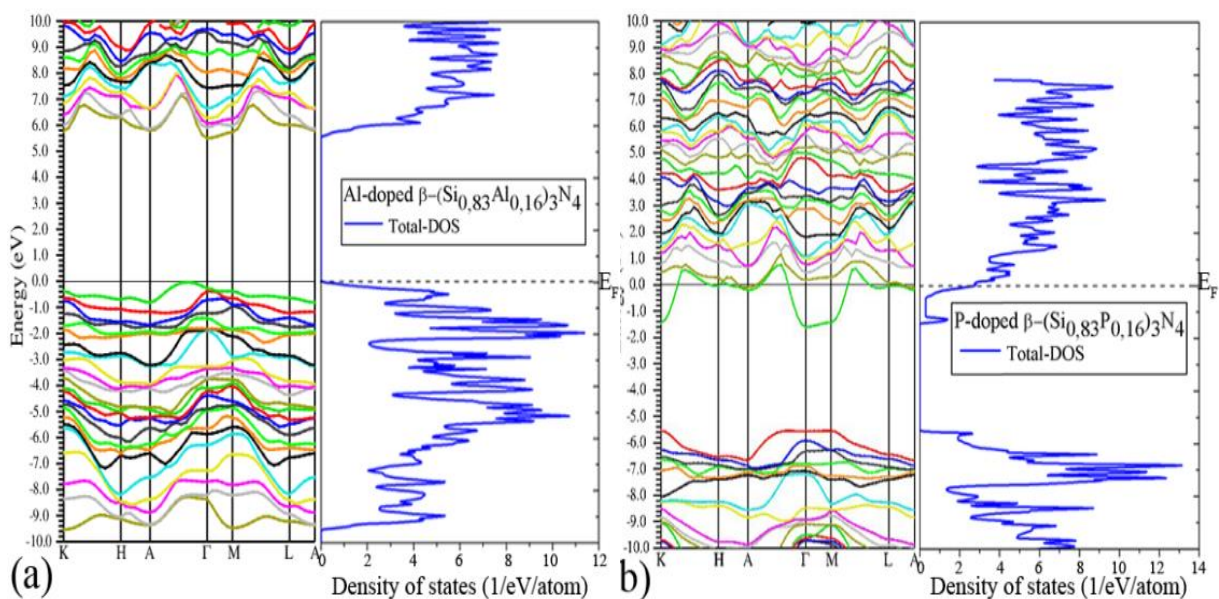 10.0
9.0
8.0
7.0
6.0
5.0
4.0
3.0
2.0
1.0
0.0
-1.0
-2.0
-3.0
-4.0
-5.0
-6.0
-7.0
-8.0
-9.0
-10.0
Energy (eV)
K H A Γ M L A
Al-doped β–(Si0,83Al0,16)3N4
Total-DOS
EF
0 2 4 6 8 10 12
Density of states (1/eV/atom)
(a)
10.0
9.0
8.0
7.0
6.0
5.0
4.0
3.0
2.0
1.0
0.0
-1.0
-2.0
-3.0
-4.0
-5.0
-6.0
-7.0
-8.0
-9.0
-10.0
K H A Γ M L A
EF
P-doped β–(Si0,83P0,16)3N4
Total-DOS
0 2 4 6 8 10 12 14
Density of states (1/eV/atom)
b)